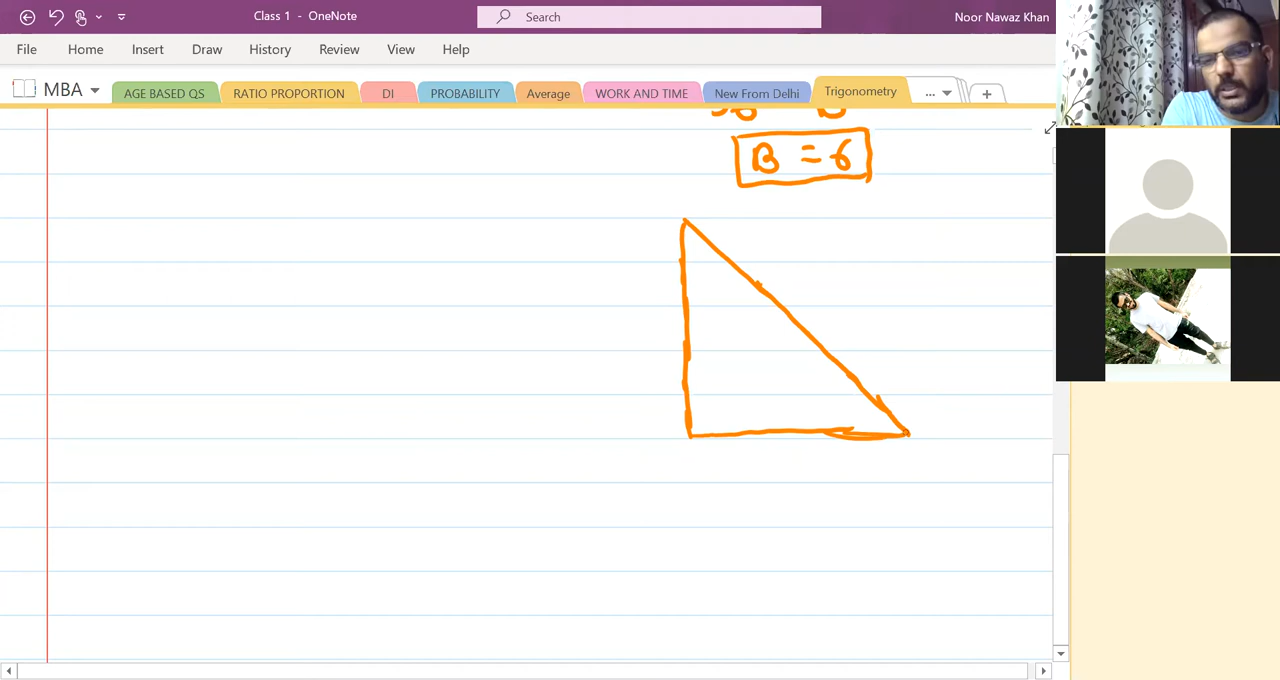 Class 1 - OneNote
Search
Noor Nawaz Khan
File Home Insert Draw History Review View Help
MBA
AGE BASED QS RATIO PROPORTION DI PROBABILITY Average WORK AND TIME New From Delhi Trigonometry ...
B = 6